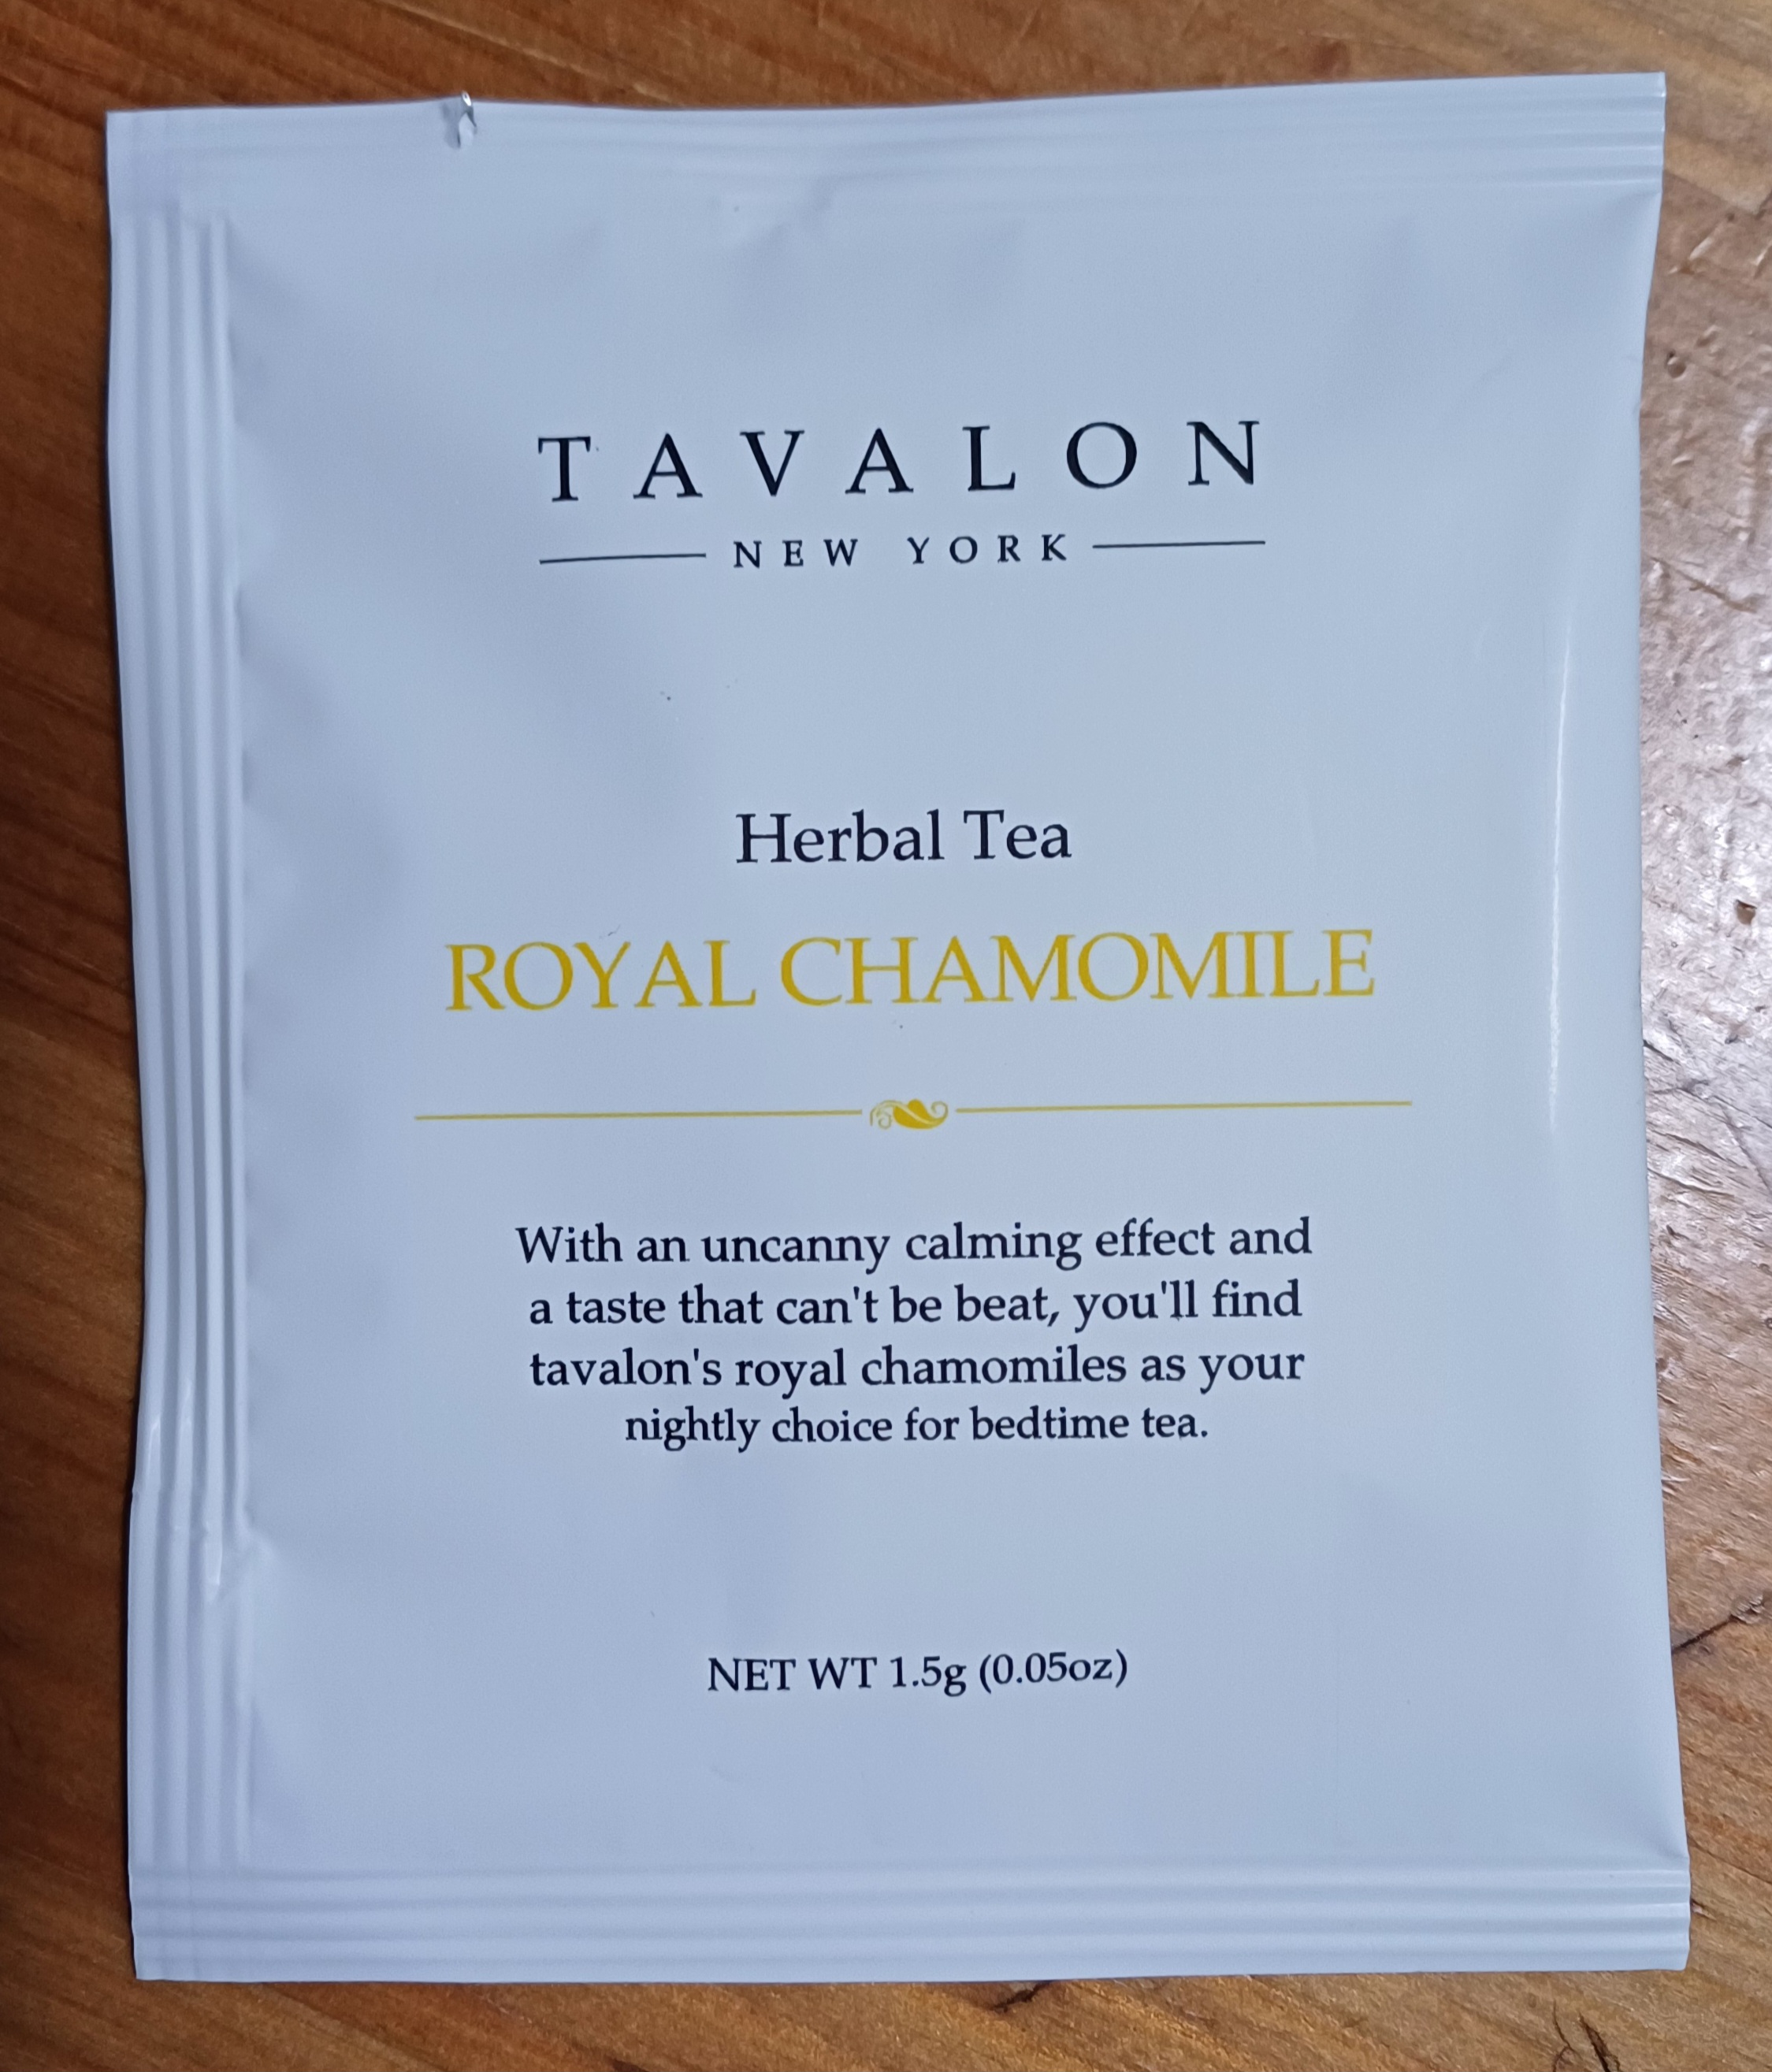 TAVALON
NEW YORK
Herbal Tea
ROYAL CHAMOMILE
With an uncanny calming effect and
a taste that can't be beat, you'll find
tavalon's royal chamomiles as your
nightly choice for bedtime tea.
NET WT 1.5g (0.05oz)